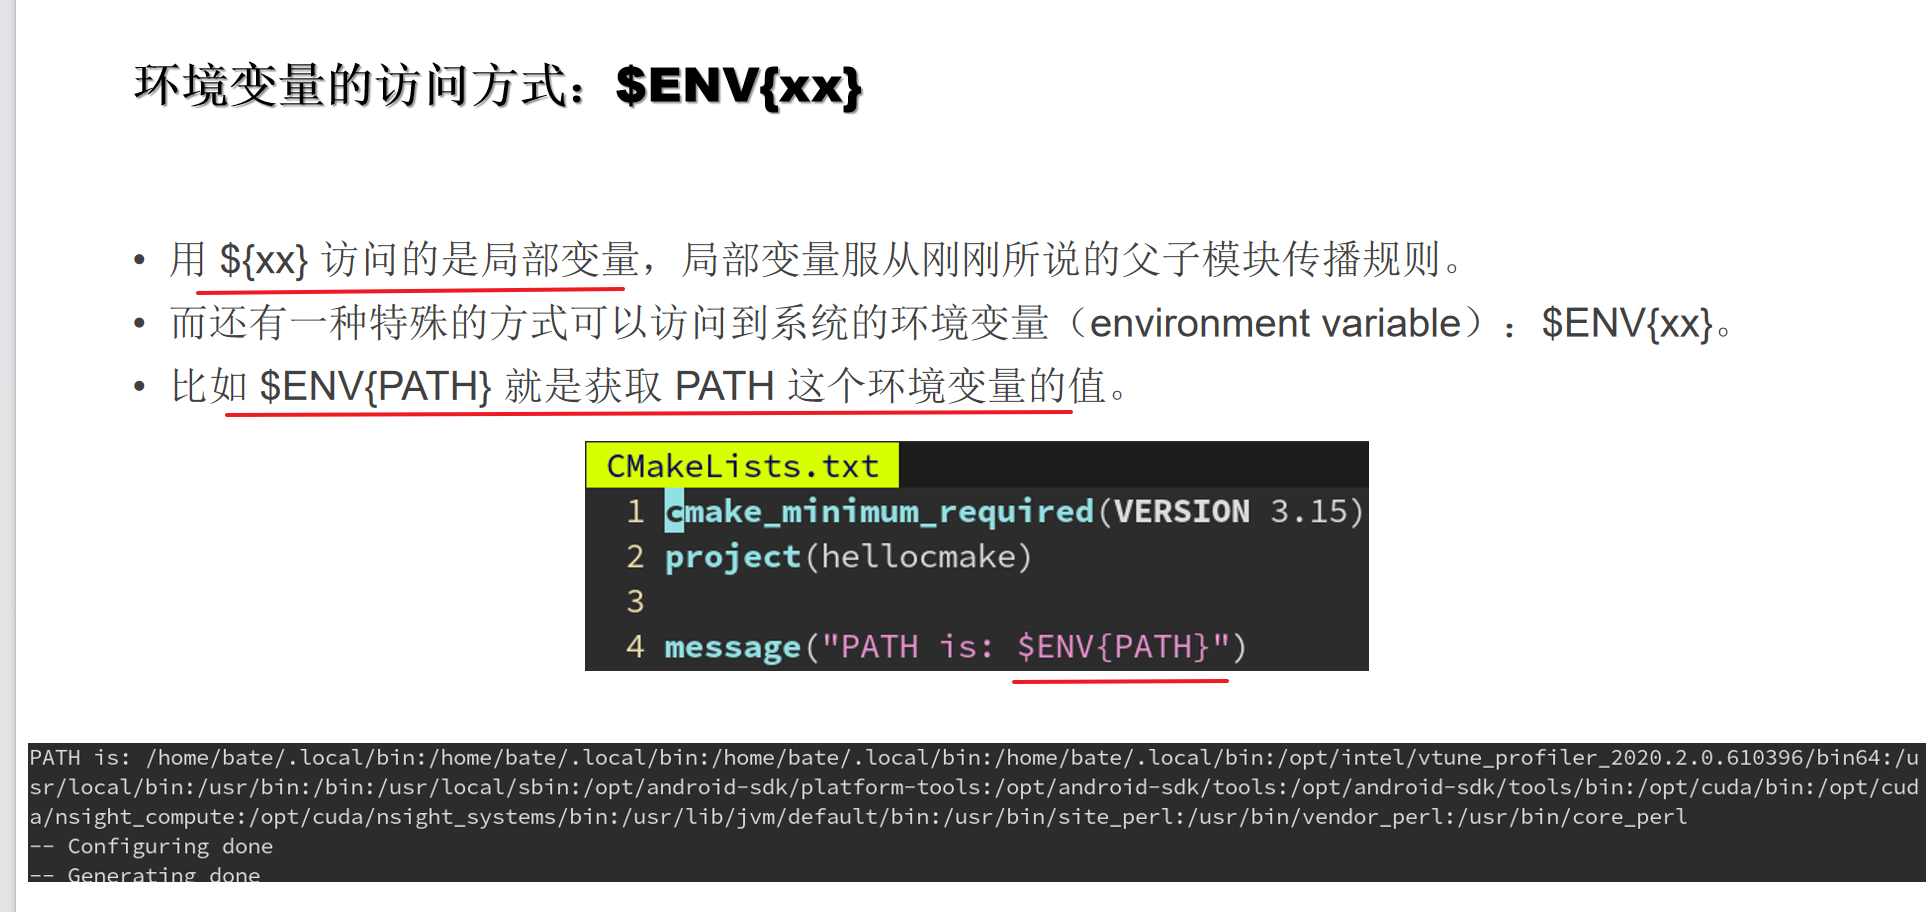 环境变量的访问方式：$ENV{xx}
• 用 ${xx} 访问的是局部变量，局部变量服从刚刚所说的父子模块传播规则。
• 而还有一种特殊的方式可以访问到系统的环境变量（environment variable）：$ENV{xx}。
• 比如 $ENV{PATH} 就是获取 PATH 这个环境变量的值。
CMakeLists.txt
1 cmake_minimum_required(VERSION 3.15)
2 project(hellocmake)
3
4 message("PATH is: $ENV{PATH}")
PATH is: /home/bate/.local/bin:/home/bate/.local/bin:/home/bate/.local/bin:/home/bate/.local/bin:/opt/intel/vtune_profiler_2020.2.0.610396/bin64:/u
sr/local/bin:/usr/bin:/bin:/usr/local/sbin:/opt/android-sdk/platform-tools:/opt/android-sdk/tools:/opt/android-sdk/tools/bin:/opt/cuda/bin:/opt/cud
a/nsight_compute:/opt/cuda/nsight_systems/bin:/usr/lib/jvm/default/bin:/usr/bin/site_perl:/usr/bin/vendor_perl:/usr/bin/core_perl
-- Configuring done
-- Generating done